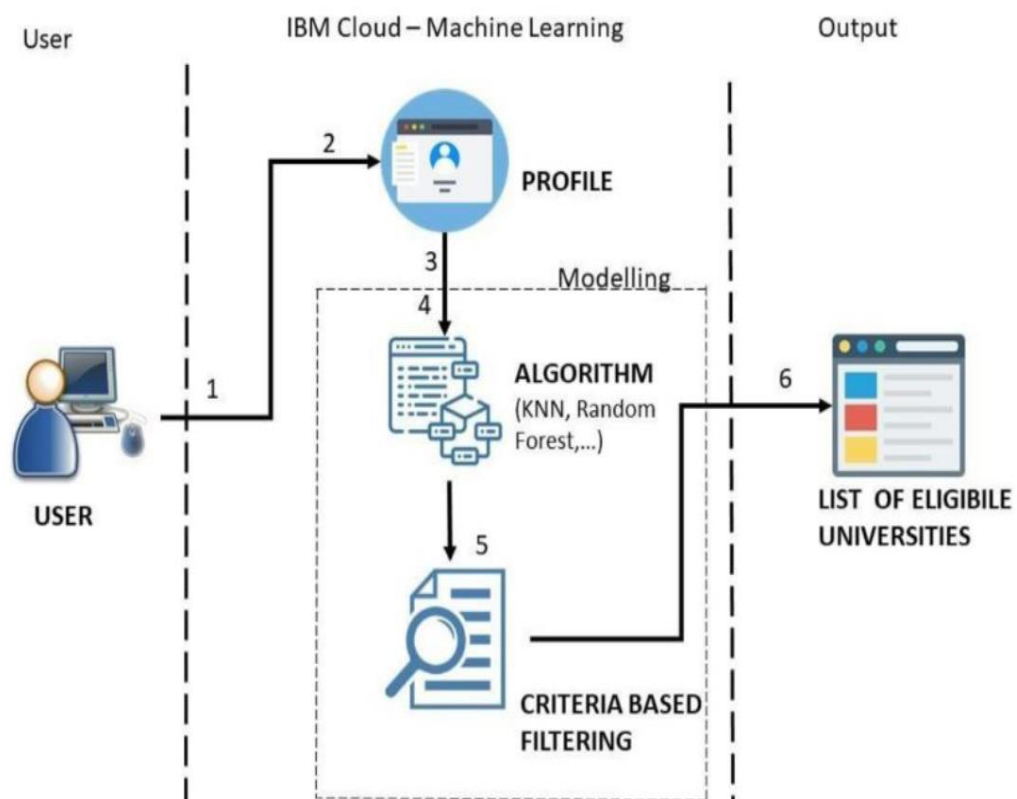 User
IBM Cloud – Machine Learning
Output
2
PROFILE
3
Modelling
4
1
ALGORITHM
(KNN, Random
Forest,...)
6
USER
LIST OF ELIGIBILE
UNIVERSITIES
5
CRITERIA BASED
FILTERING